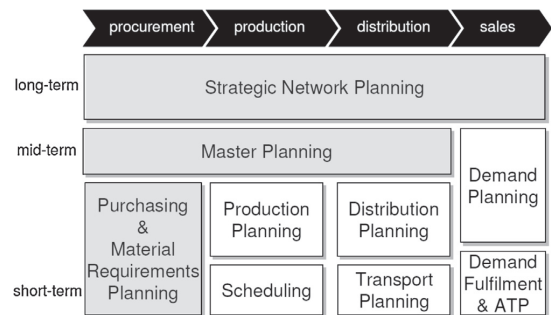 procurement production distribution sales
long-term
Strategic Network Planning
mid-term
Master Planning
Demand
Planning
Purchasing
&
Material
Requirements
Planning
Production
Planning
Distribution
Planning
short-term
Scheduling
Transport
Planning
Demand
Fulfilment
& ATP